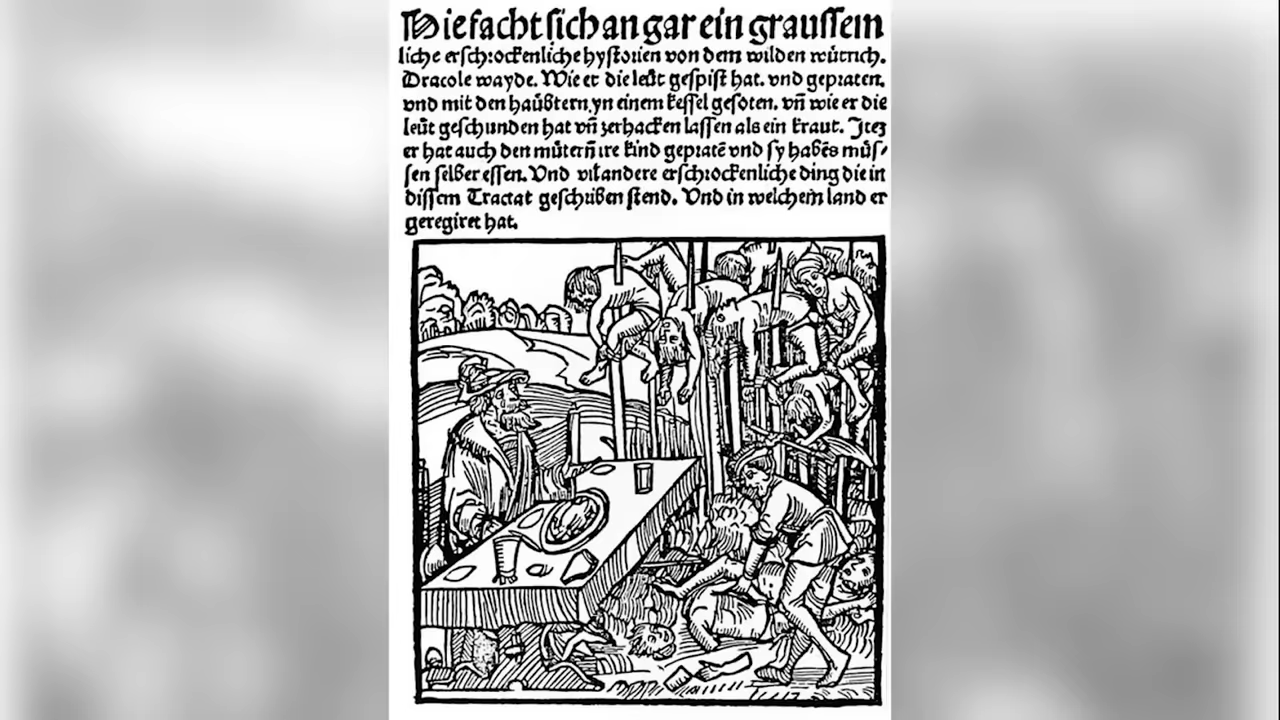 Hie facht sich an gar ein graussem
liche erschrockenliche hystorien von dem wilden wütrich.
Dracole wayde. Wie er die leüt gespist hat. vnd gepraten.
vnd mit den haübtern yn einem kessel gesoten. vñ wie er die
leüt geschunden hat vñ zerhacken lassen als ein kraut. Jteʒ
er hat auch den mütern̄ ire kind gepratē vnd sy habēs müs/
sen selber essen. Vnd vil andere erschrockenliche ding die in
dissem Tractat geschriben stend. Vnd in welchem land er
geregiret hat.